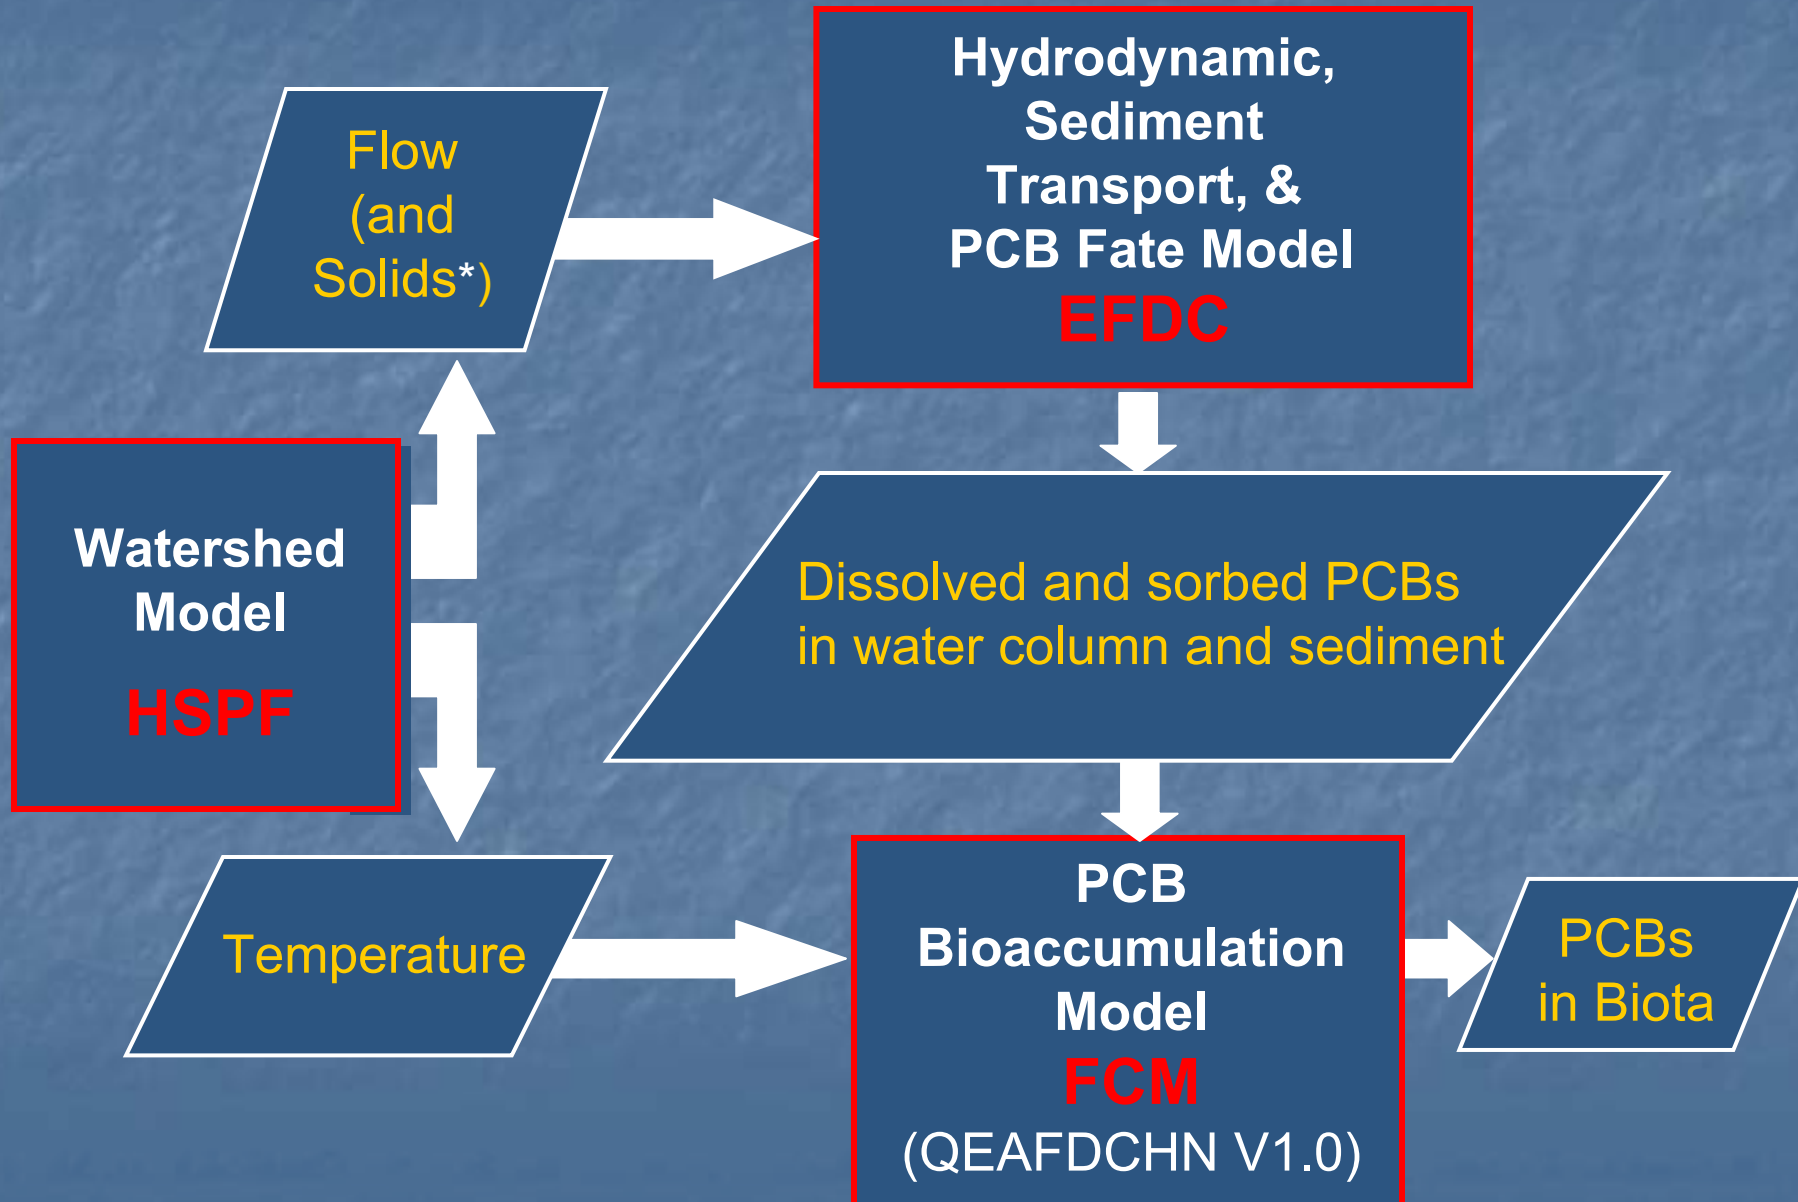 Hydrodynamic,
Sediment
Transport, &
PCB Fate Model
EFDC
Flow
(and
Solids*)
Watershed
Model
HSPF
Dissolved and sorbed PCBs
in water column and sediment
Temperature
PCB
Bioaccumulation
Model
FCM
(QEAFDCHN V1.0)
PCBs
in Biota